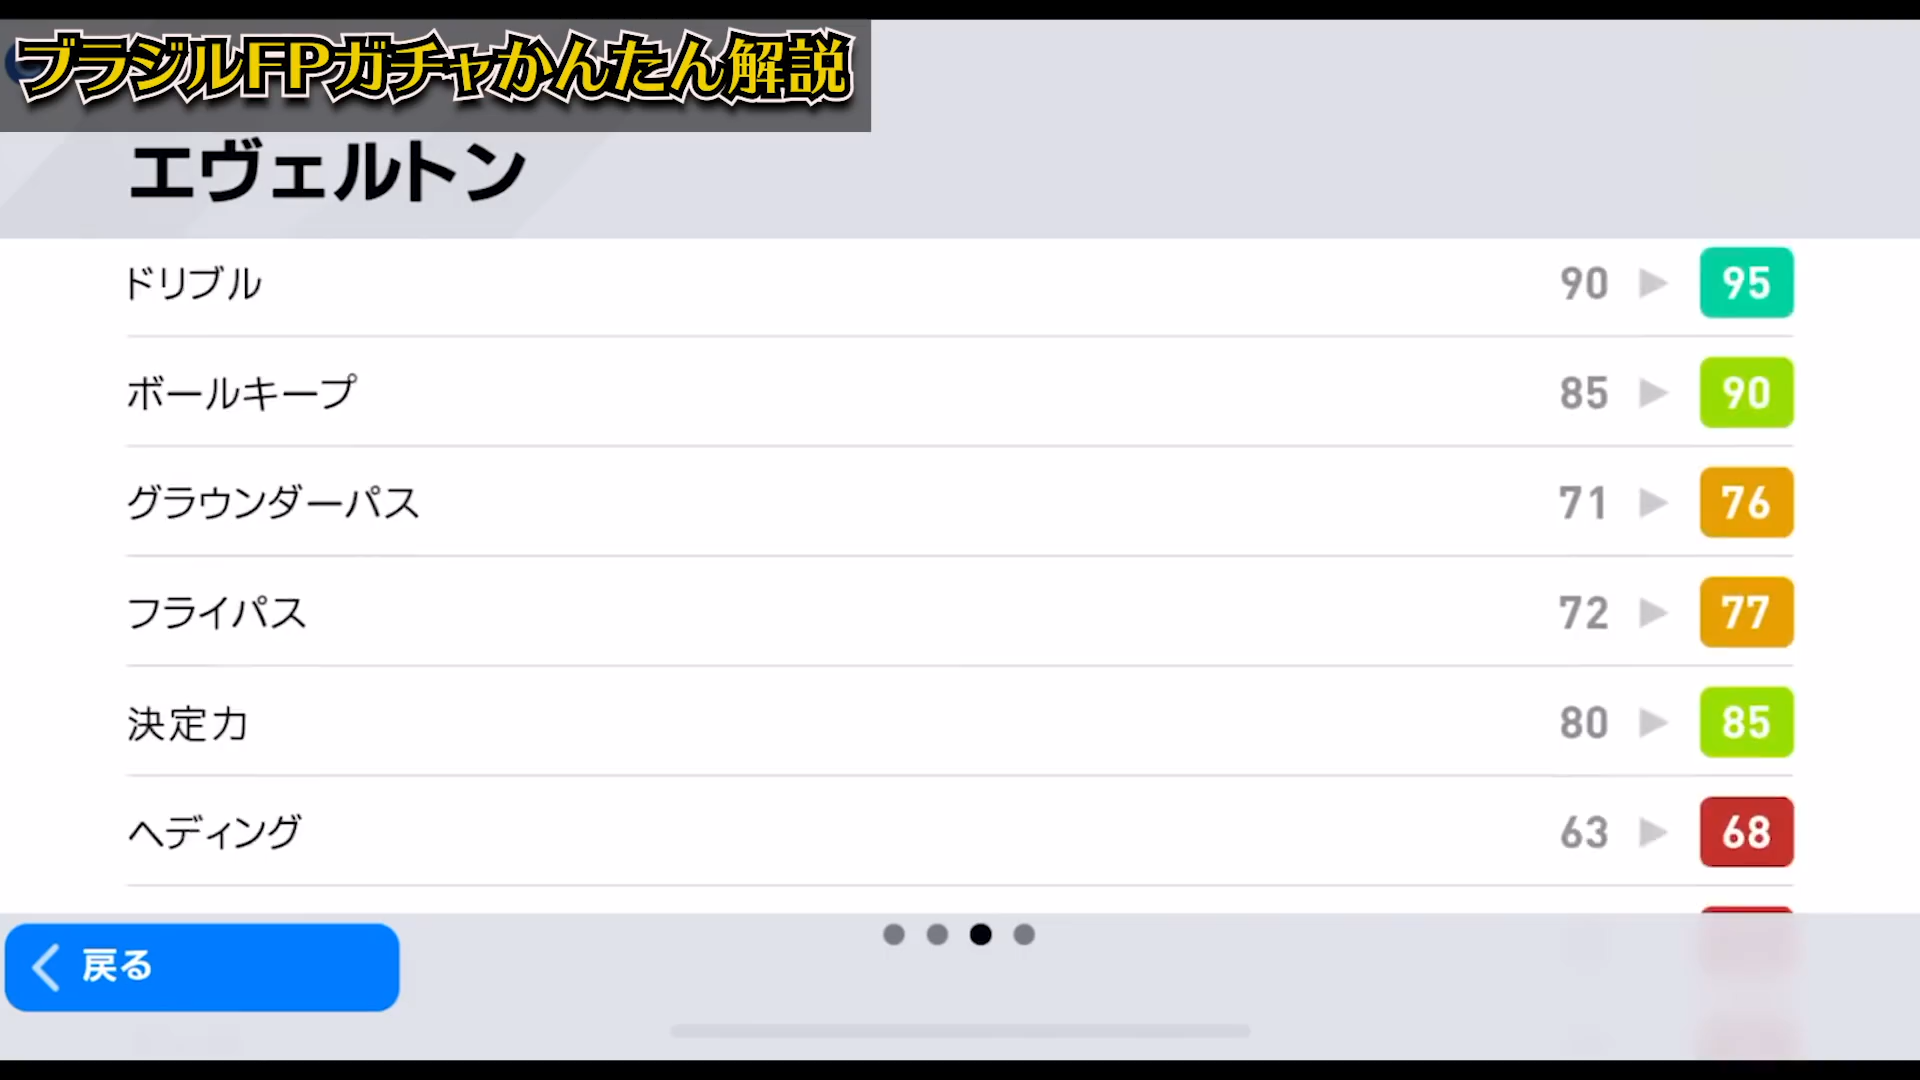 ブラジルFPガチャかんたん解説
エヴェルトン
ドリブル 90 ▶ 95
ボールキープ 85 ▶ 90
グラウンダーパス 71 ▶ 76
フライパス 72 ▶ 77
決定力 80 ▶ 85
ヘディング 63 ▶ 68
戻る